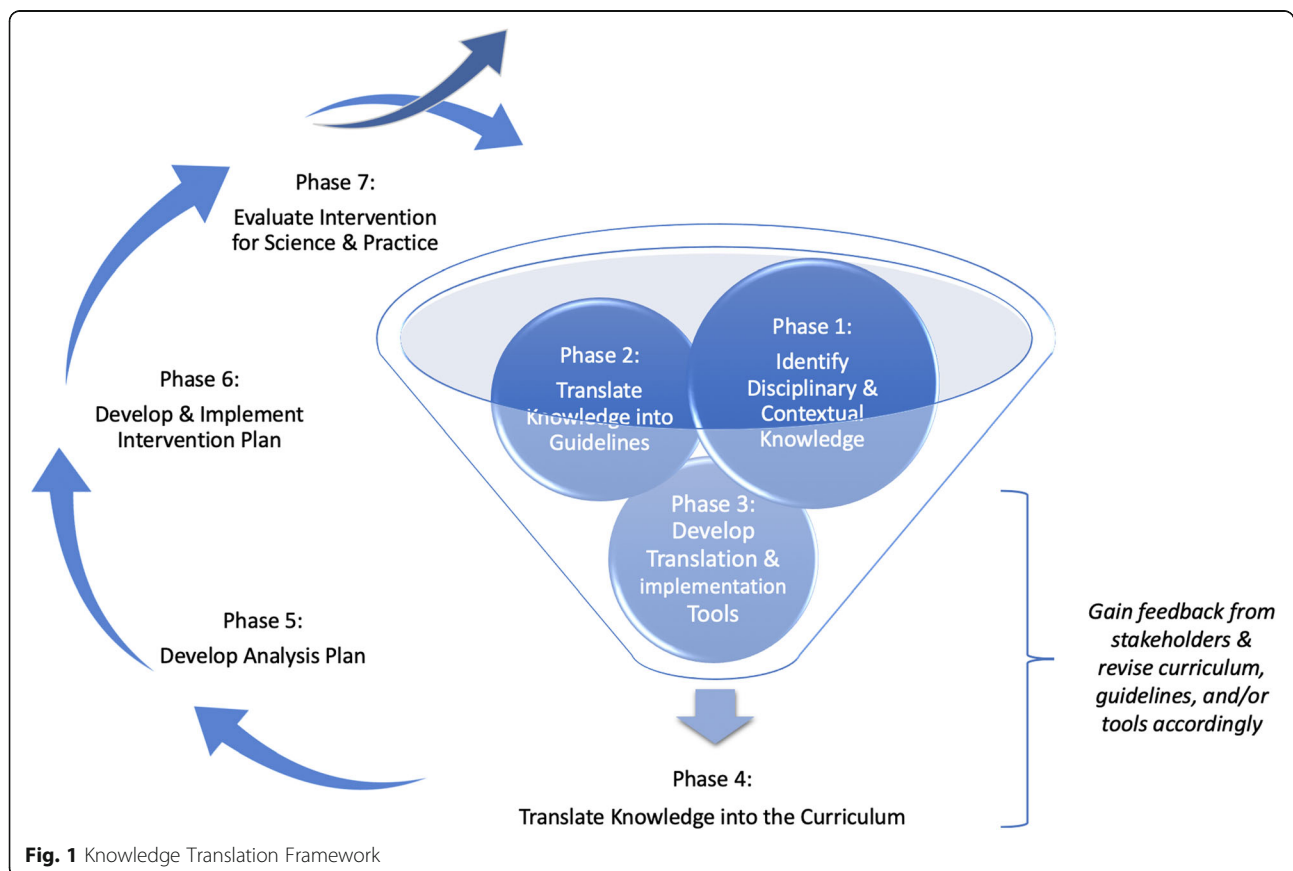 Phase 7:
Evaluate Intervention
for Science & Practice
Phase 6:
Develop & Implement
Intervention Plan
Phase 5:
Develop Analysis Plan
Phase 2:
Translate
Knowledge into
Guidelines
Phase 1:
Identify
Disciplinary &
Contextual
Knowledge
Phase 3:
Develop
Translation &
implementation
Tools
Phase 4:
Translate Knowledge into the Curriculum
Gain feedback from
stakeholders &
revise curriculum,
guidelines, and/or
tools accordingly
Fig. 1 Knowledge Translation Framework